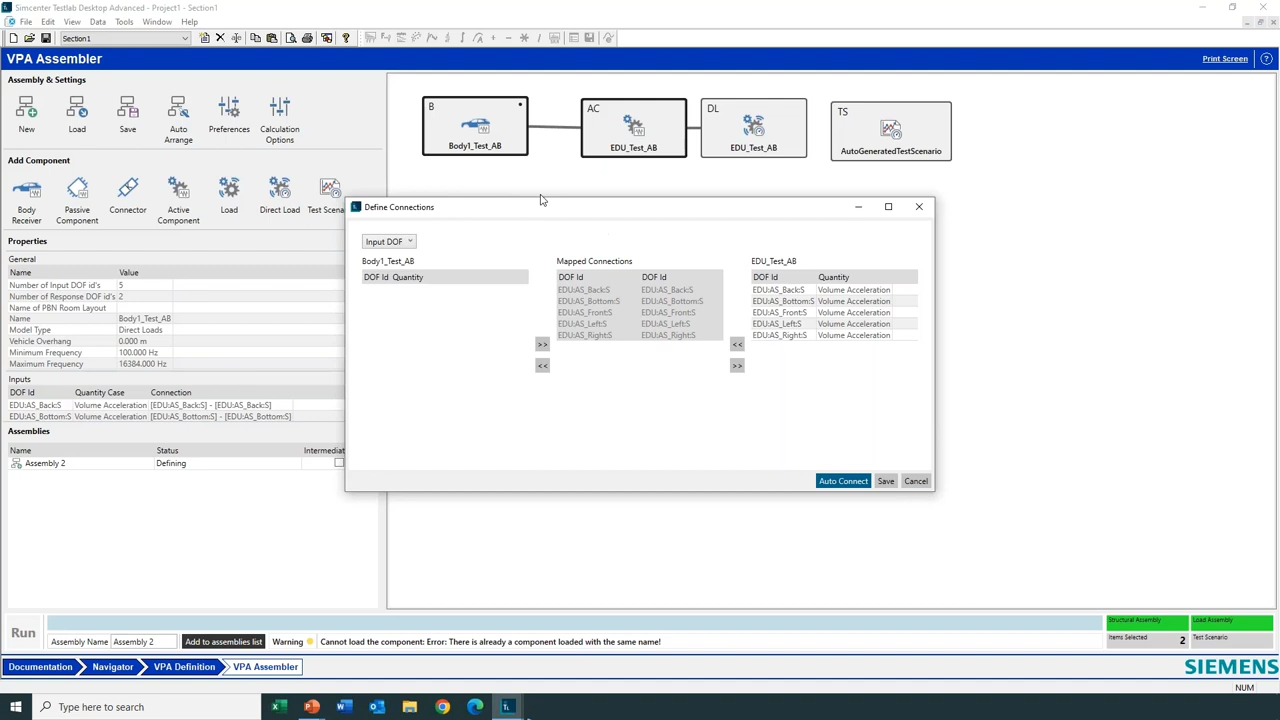 Simcenter Testlab Desktop Advanced - Project1 - Section1
File Edit View Data Tools Window Help
Section1
VPA Assembler
Print Screen
?
Assembly & Settings
New Load Save Auto Arrange Preferences Calculation Options
Add Component
Body Receiver Passive Component Connector Active Component Load Direct Load Test Scenario
Properties
General
Name Value
Number of Input DOF id's 5
Number of Response DOF id's 2
Name of PBN Room Layout
Name Body1_Test_AB
Model Type Direct Loads
Vehicle Overhang 0.000 m
Minimum Frequency 100.000 Hz
Maximum Frequency 16384.000 Hz
Inputs
DOF Id Quantity Case Connection
EDU:AS_Back:S Volume Acceleration [EDU:AS_Back:S] - [EDU:AS_Back:S]
EDU:AS_Bottom:S Volume Acceleration [EDU:AS_Bottom:S] - [EDU:AS_Bottom:S]
Assemblies
Name Status Intermediat
Assembly 2 Defining
B
Body1_Test_AB
AC
EDU_Test_AB
DL
EDU_Test_AB
TS
AutoGeneratedTestScenario
Define Connections
Input DOF
Body1_Test_AB Mapped Connections EDU_Test_AB
DOF Id Quantity DOF Id DOF Id DOF Id Quantity
EDU:AS_Back:S EDU:AS_Back:S EDU:AS_Back:S Volume Acceleration
EDU:AS_Bottom:S EDU:AS_Bottom:S EDU:AS_Bottom:S Volume Acceleration
EDU:AS_Front:S EDU:AS_Front:S EDU:AS_Front:S Volume Acceleration
EDU:AS_Left:S EDU:AS_Left:S EDU:AS_Left:S Volume Acceleration
EDU:AS_Right:S EDU:AS_Right:S EDU:AS_Right:S Volume Acceleration
>> <<
<< >>
Auto Connect Save Cancel
Run
Assembly Name Assembly 2 Add to assemblies list Warning Cannot load the component: Error: There is already a component loaded with the same name!
Structural Assembly Load Assembly
Items Selected 2 Test Scenario
Documentation Navigator VPA Definition VPA Assembler
SIEMENS
NUM
Type here to search